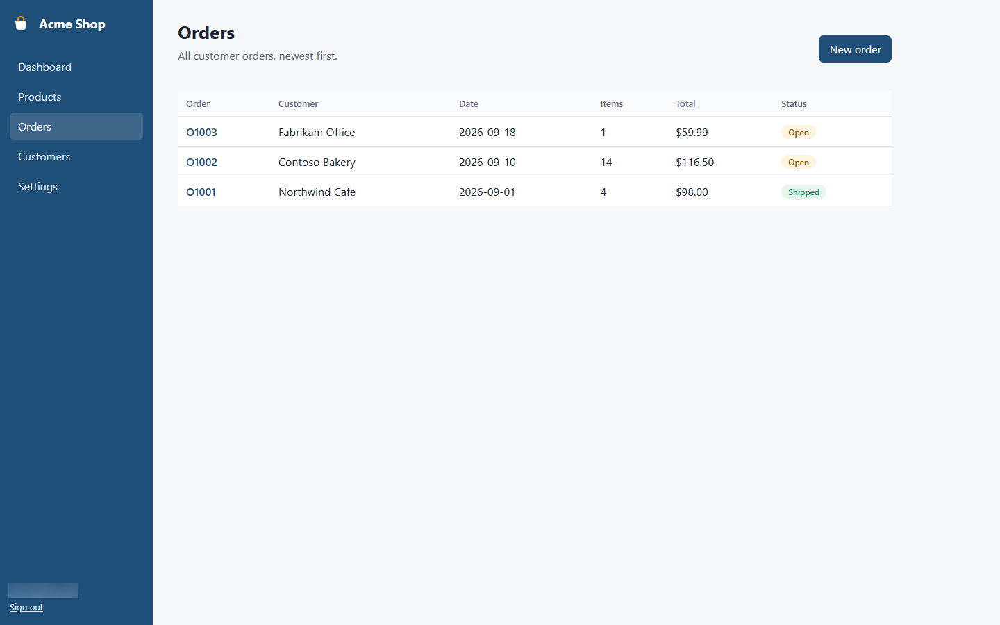 Acme Shop
Dashboard
Products
Orders
Customers
Settings
Sign out
Orders
All customer orders, newest first.
New order
Order Customer Date Items Total Status
O1003 Fabrikam Office 2026-09-18 1 $59.99 Open
O1002 Contoso Bakery 2026-09-10 14 $116.50 Open
O1001 Northwind Cafe 2026-09-01 4 $98.00 Shipped